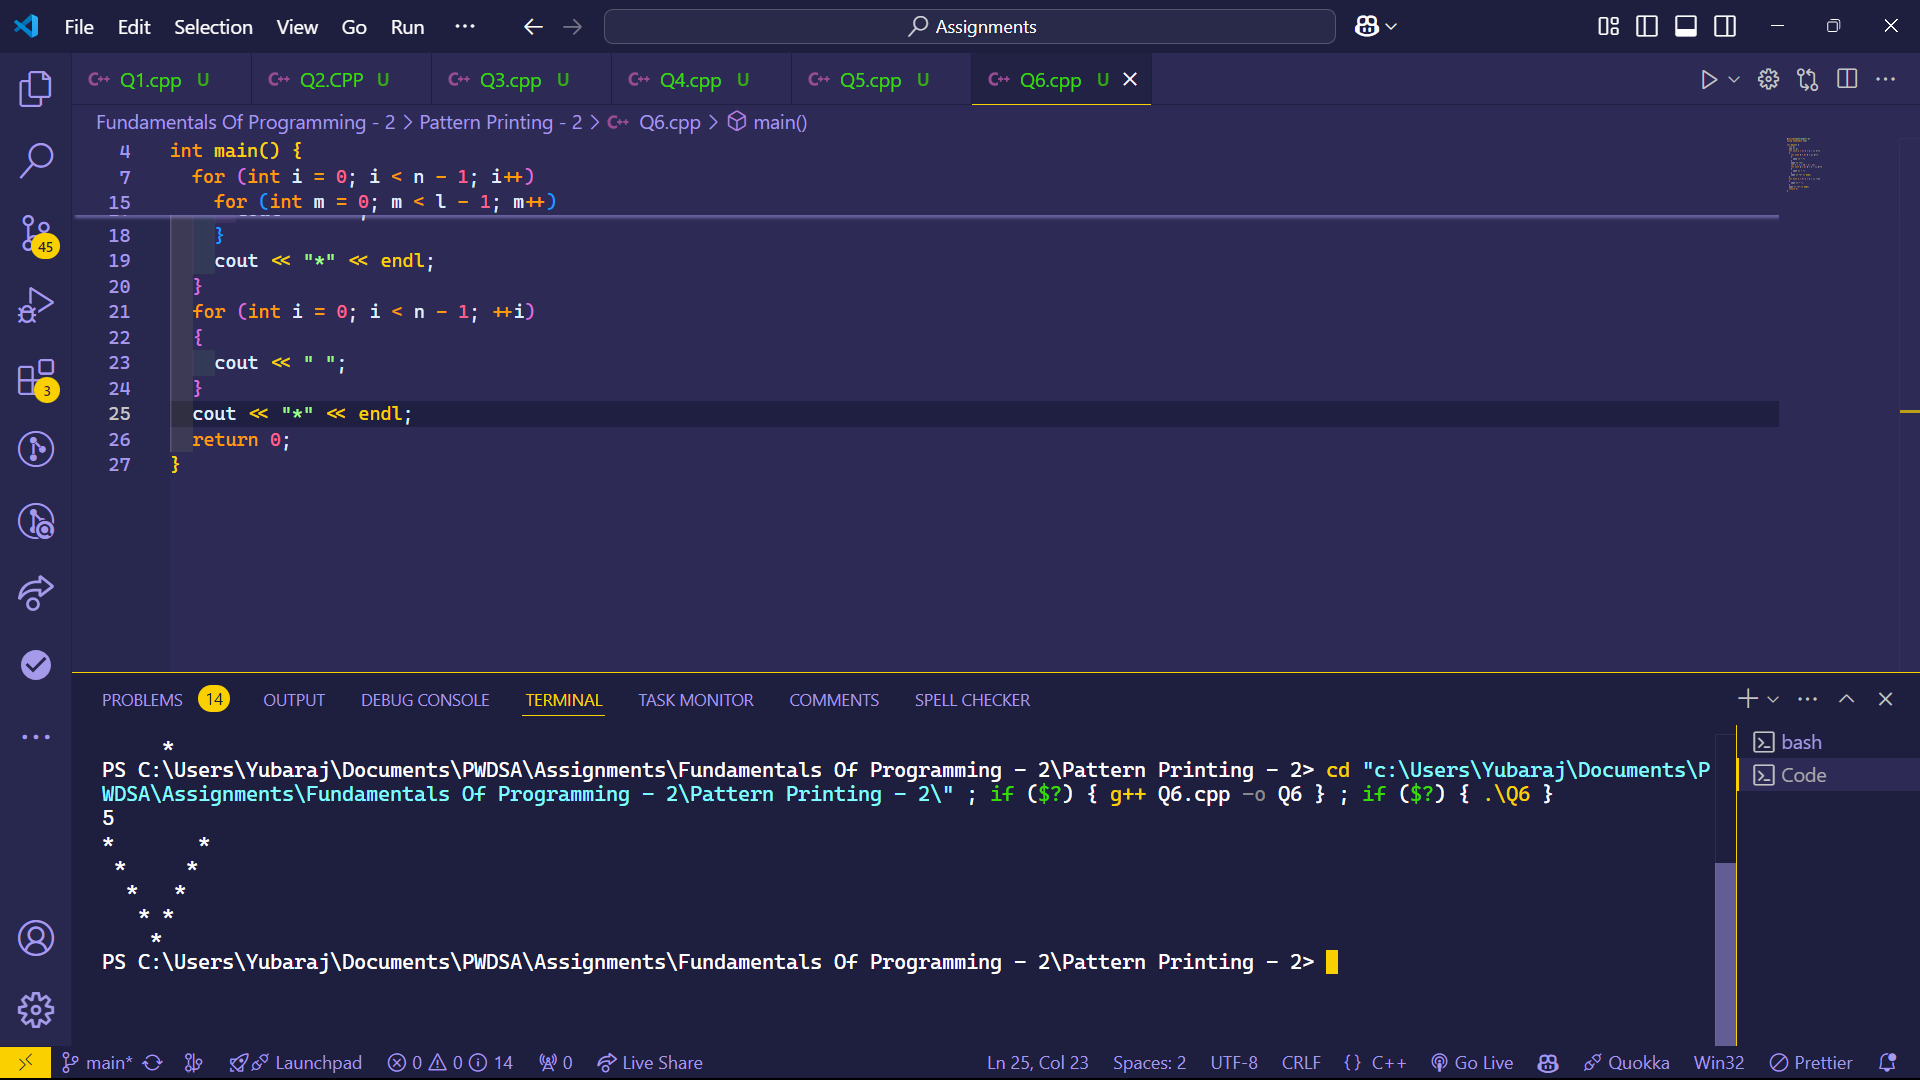 File Edit Selection View Go Run ··· Assignments
C++ Q1.cpp U C++ Q2.CPP U C++ Q3.cpp U C++ Q4.cpp U C++ Q5.cpp U C++ Q6.cpp U
Fundamentals Of Programming - 2 > Pattern Printing - 2 > C++ Q6.cpp > main()
4 int main() {
7 for (int i = 0; i < n - 1; i++)
15 for (int m = 0; m < l - 1; m++)
18 }
19 cout << "*" << endl;
20 }
21 for (int i = 0; i < n - 1; ++i)
22 {
23 cout << " ";
24 }
25 cout << "*" << endl;
26 return 0;
27 }
45
3
PROBLEMS 14 OUTPUT DEBUG CONSOLE TERMINAL TASK MONITOR COMMENTS SPELL CHECKER
*
PS C:\Users\Yubaraj\Documents\PWDSA\Assignments\Fundamentals Of Programming - 2\Pattern Printing - 2> cd "c:\Users\Yubaraj\Documents\P
WDSA\Assignments\Fundamentals Of Programming - 2\Pattern Printing - 2\" ; if ($?) { g++ Q6.cpp -o Q6 } ; if ($?) { .\Q6 }
5
*       *
 *     *
  *   *
   * *
    *
PS C:\Users\Yubaraj\Documents\PWDSA\Assignments\Fundamentals Of Programming - 2\Pattern Printing - 2>
bash
Code
main* Launchpad 0 0 14 0 Live Share Ln 25, Col 23 Spaces: 2 UTF-8 CRLF {} C++ Go Live Quokka Win32 Prettier